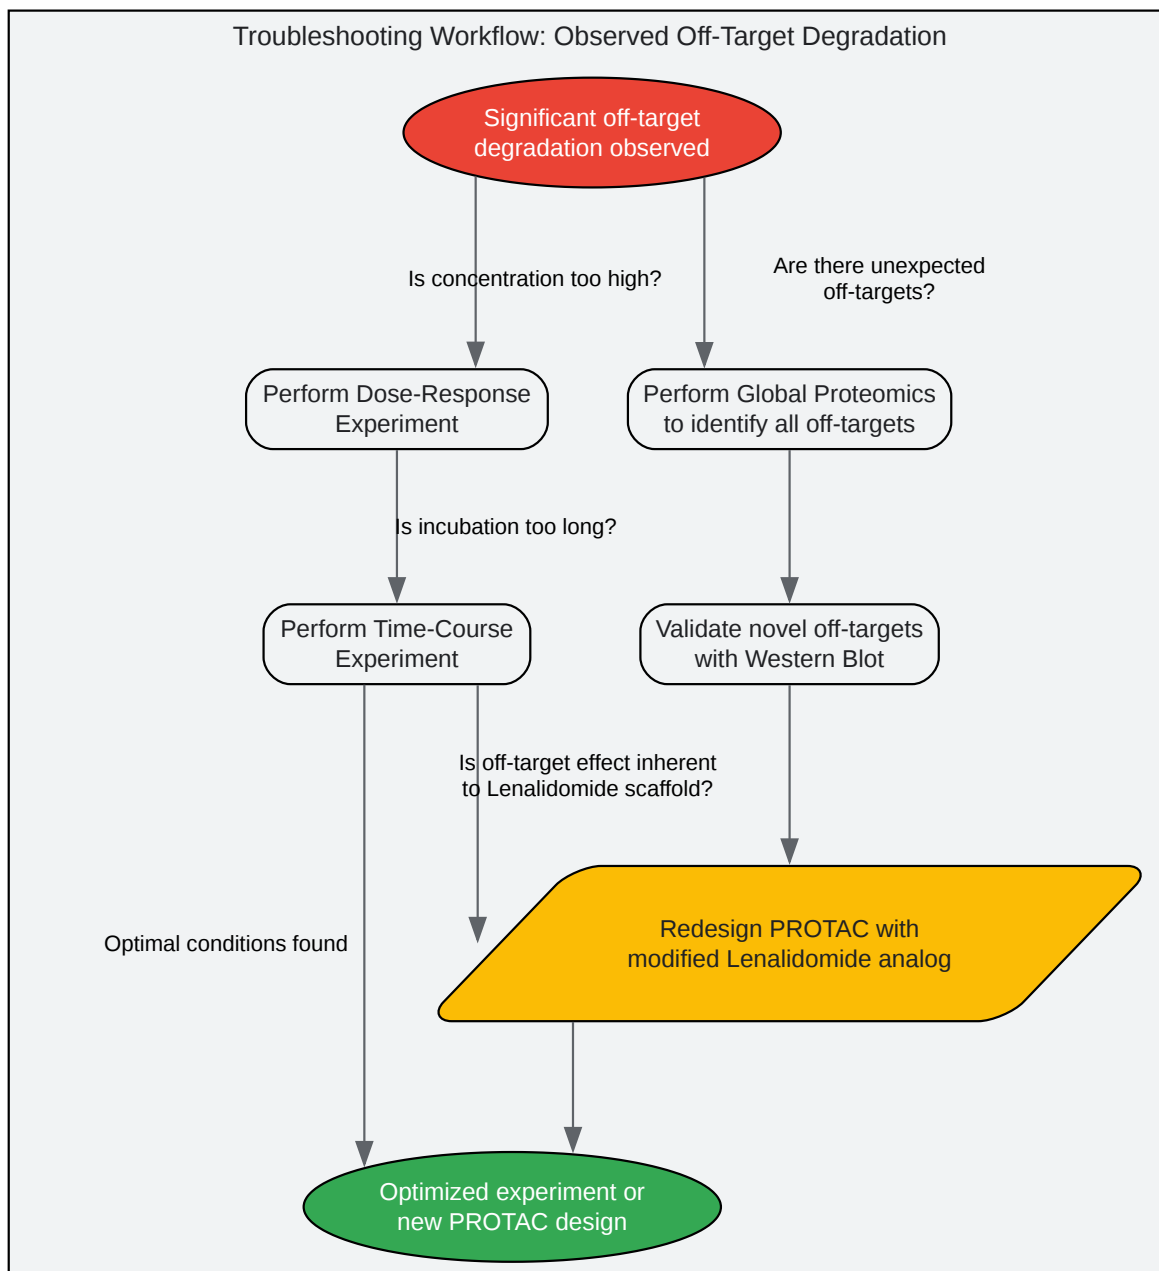 Troubleshooting Workflow: Observed Off-Target Degradation
Significant off-target
degradation observed
Is concentration too high?
Are there unexpected
off-targets?
Perform Dose-Response
Experiment
Perform Global Proteomics
to identify all off-targets
Is incubation too long?
Perform Time-Course
Experiment
Validate novel off-targets
with Western Blot
Is off-target effect inherent
to Lenalidomide scaffold?
Optimal conditions found
Redesign PROTAC with
modified Lenalidomide analog
Optimized experiment or
new PROTAC design